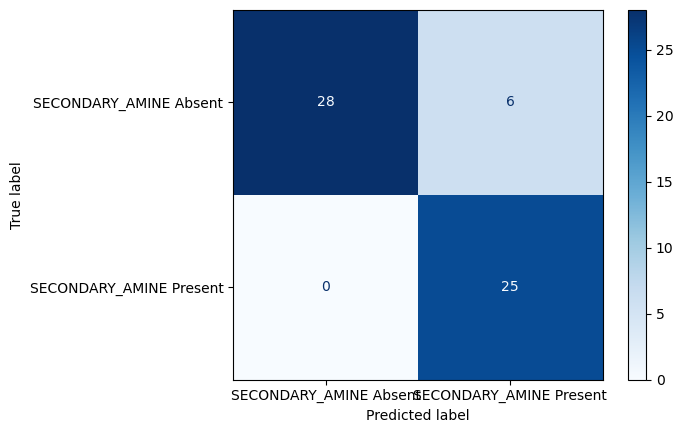 SECONDARY_AMINE Absent
SECONDARY_AMINE Present
True label
28
6
0
25
SECONDARY_AMINE Absent
SECONDARY_AMINE Present
Predicted label
25
20
15
10
5
0